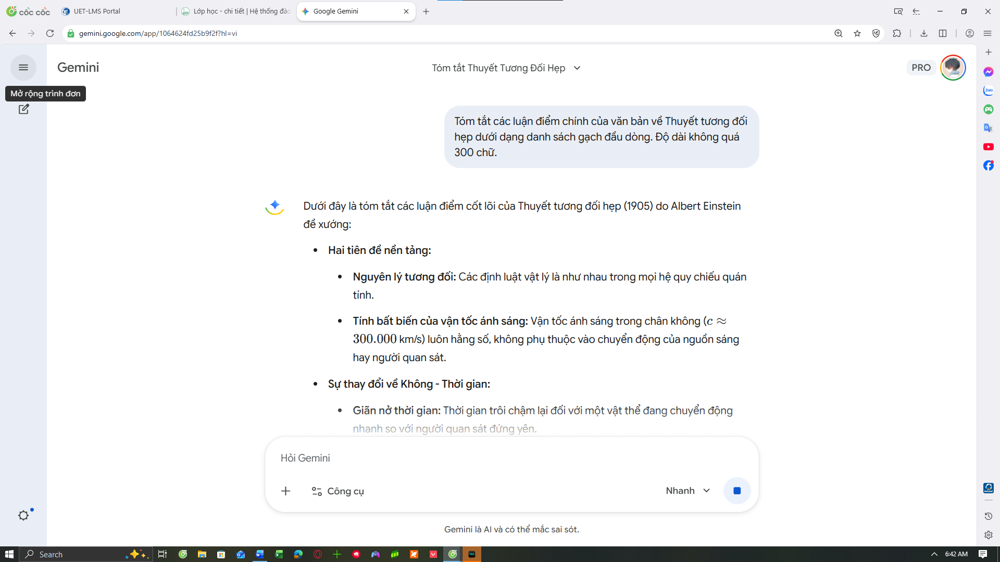 cốc cốc
UET-LMS Portal
Lớp học - chi tiết | Hệ thống đào
Google Gemini
gemini.google.com/app/1064624fd25b9f2f?hl=vi
Gemini
Tóm tắt Thuyết Tương Đối Hẹp
PRO
Mở rộng trình đơn
Zalo
Tóm tắt các luận điểm chính của văn bản về Thuyết tương đối
hẹp dưới dạng danh sách gạch đầu dòng. Độ dài không quá
300 chữ.
Dưới đây là tóm tắt các luận điểm cốt lõi của Thuyết tương đối hẹp (1905) do Albert Einstein
đề xướng:
• Hai tiên đề nền tảng:
• Nguyên lý tương đối: Các định luật vật lý là như nhau trong mọi hệ quy chiếu quán
tính.
• Tính bất biến của vận tốc ánh sáng: Vận tốc ánh sáng trong chân không (c ≈
300.000 km/s) luôn hằng số, không phụ thuộc vào chuyển động của nguồn sáng
hay người quan sát.
• Sự thay đổi về Không - Thời gian:
• Giãn nở thời gian: Thời gian trôi chậm lại đối với một vật thể đang chuyển động
nhanh so với người quan sát đứng yên.
Hỏi Gemini
Công cụ
Nhanh
Gemini là AI và có thể mắc sai sót.
Search
6:42 AM